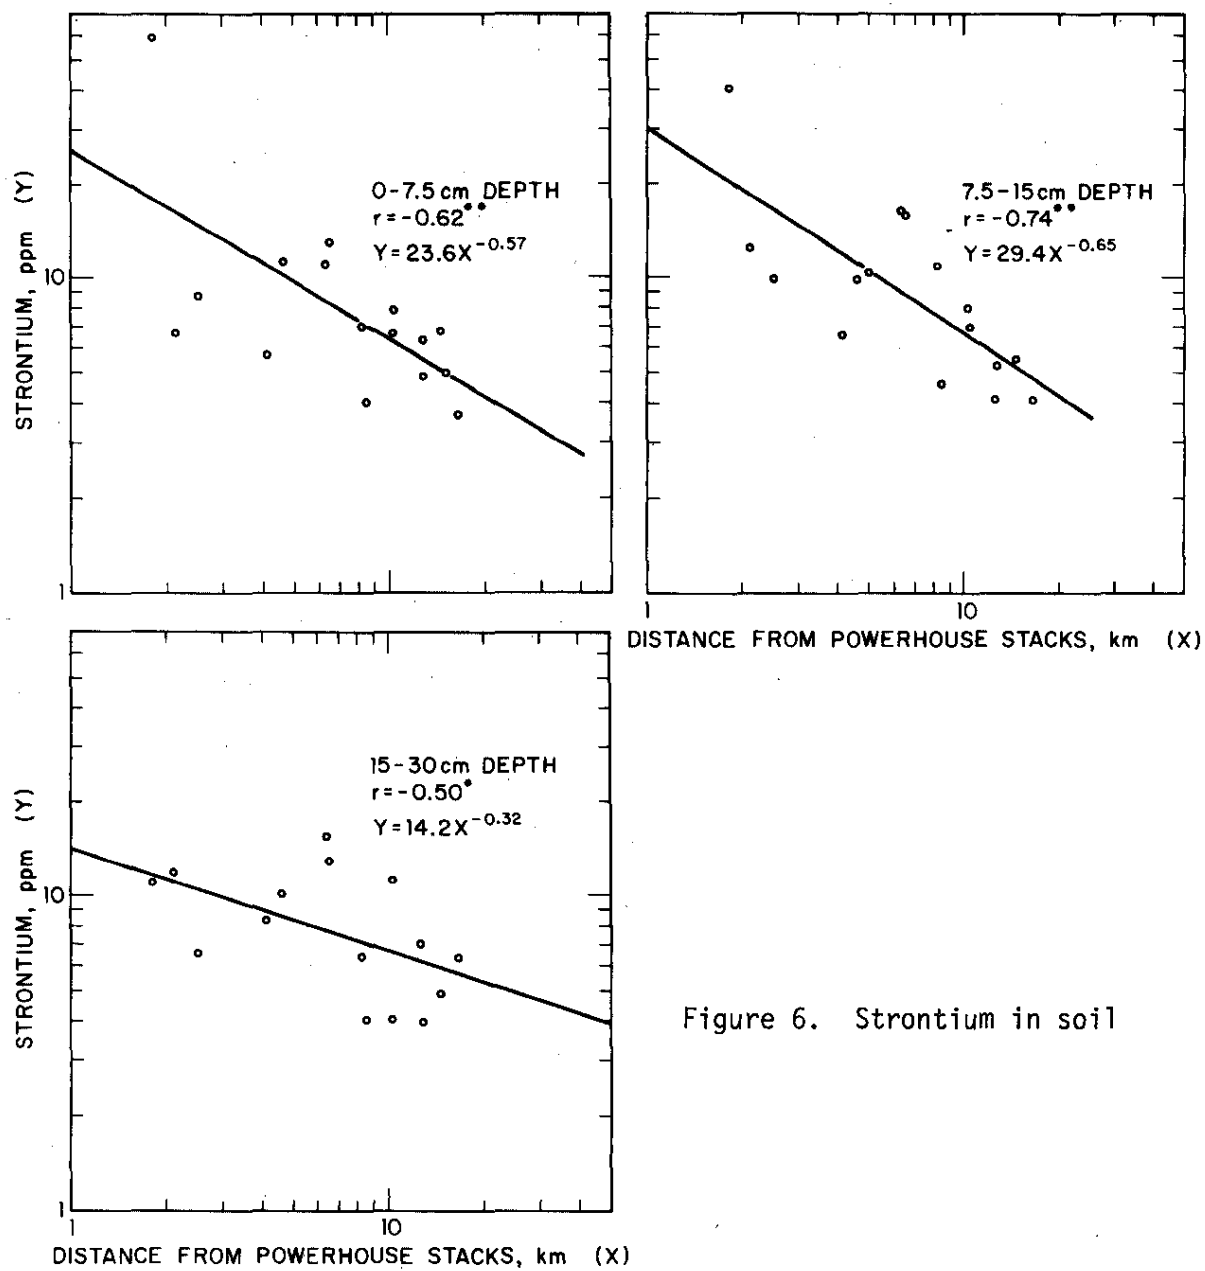 STRONTIUM, ppm (Y)
10
1
0-7.5 cm DEPTH
r = -0.62**
Y = 23.6X^-0.57
7.5-15 cm DEPTH
r = -0.74**
Y = 29.4X^-0.65
1 10
DISTANCE FROM POWERHOUSE STACKS, km (X)
STRONTIUM, ppm (Y)
10
1
15-30 cm DEPTH
r = -0.50*
Y = 14.2X^-0.32
1 10
DISTANCE FROM POWERHOUSE STACKS, km (X)
Figure 6. Strontium in soil